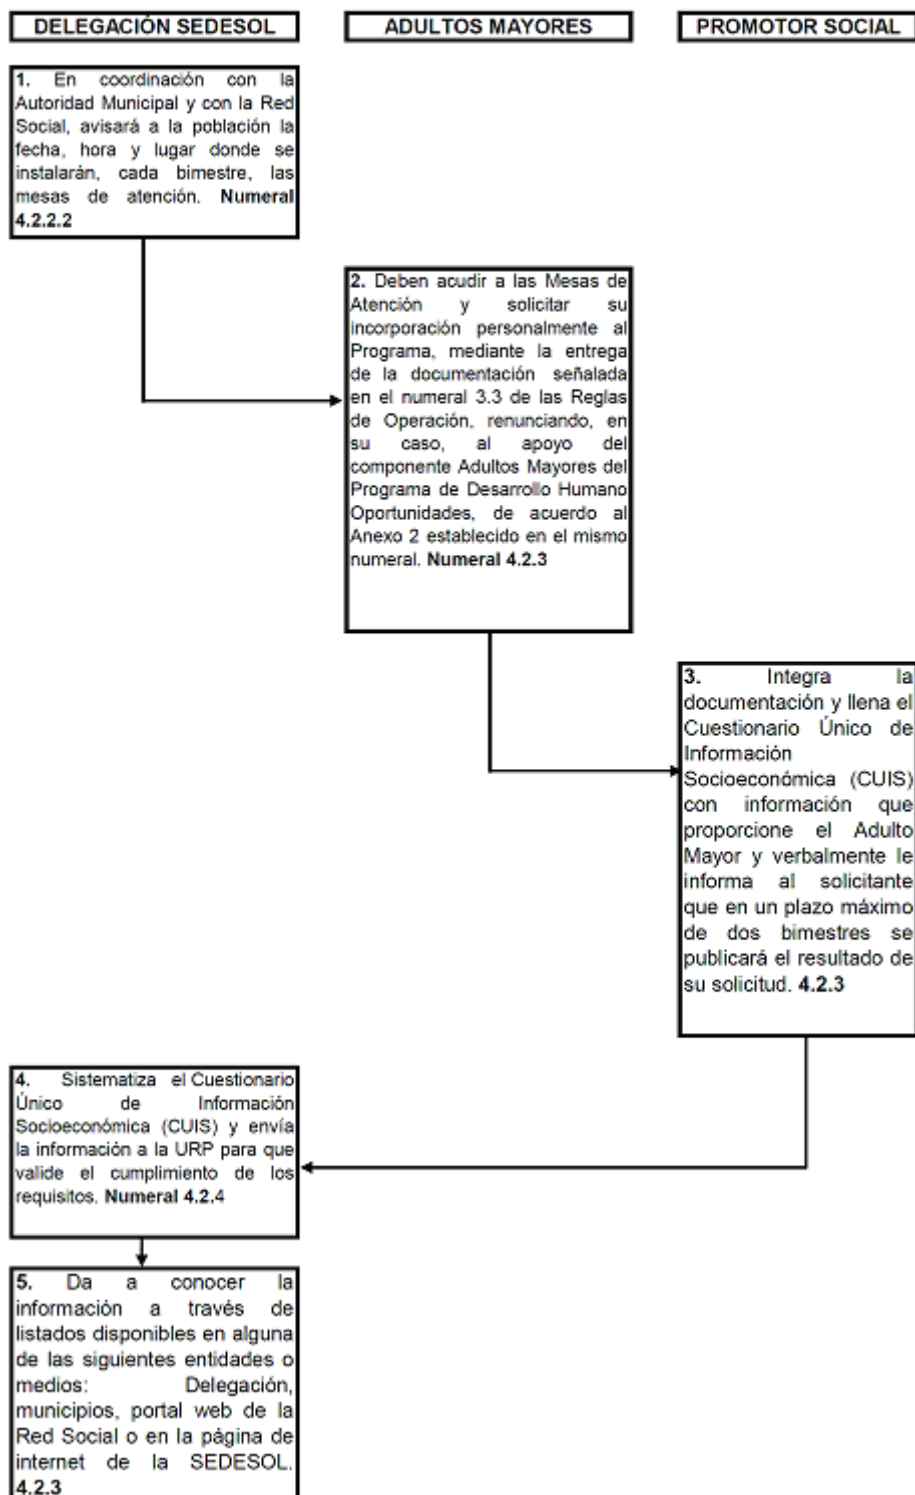 DELEGACIÓN SEDESOL
ADULTOS MAYORES
PROMOTOR SOCIAL
1. En coordinación con la
Autoridad Municipal y con la Red
Social, avisará a la población la
fecha, hora y lugar donde se
instalarán, cada bimestre, las
mesas de atención. Numeral
4.2.2.2
2. Deben acudir a las Mesas de
Atención y solicitar su
incorporación personalmente al
Programa, mediante la entrega
de la documentación señalada
en el numeral 3.3 de las Reglas
de Operación, renunciando, en
su caso, al apoyo del
componente Adultos Mayores del
Programa de Desarrollo Humano
Oportunidades, de acuerdo al
Anexo 2 establecido en el mismo
numeral. Numeral 4.2.3
3. Integra la
documentación y llena el
Cuestionario Único de
Información
Socioeconómica (CUIS)
con información que
proporcione el Adulto
Mayor y verbalmente le
informa al solicitante
que en un plazo máximo
de dos bimestres se
publicará el resultado de
su solicitud. 4.2.3
4. Sistematiza el Cuestionario
Único de Información
Socioeconómica (CUIS) y envía
la información a la URP para que
valide el cumplimiento de los
requisitos. Numeral 4.2.4
5. Da a conocer la
información a través de
listados disponibles en alguna
de las siguientes entidades o
medios: Delegación,
municipios, portal web de la
Red Social o en la página de
internet de la SEDESOL.
4.2.3